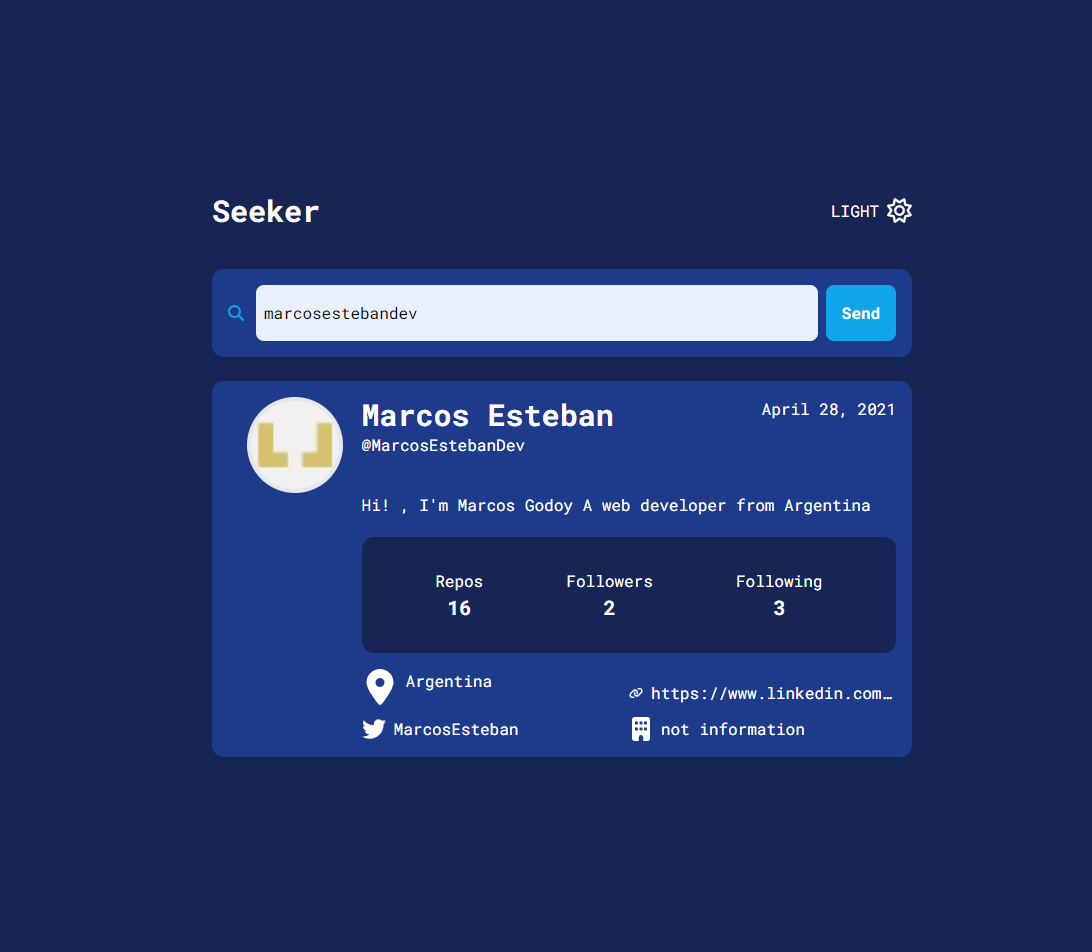 Seeker
LIGHT
marcosestebandev
Send
Marcos Esteban
April 28, 2021
@MarcosEstebanDev
Hi! , I'm Marcos Godoy A web developer from Argentina
Repos Followers Following
16 2 3
Argentina
https://www.linkedin.com…
MarcosEsteban
not information